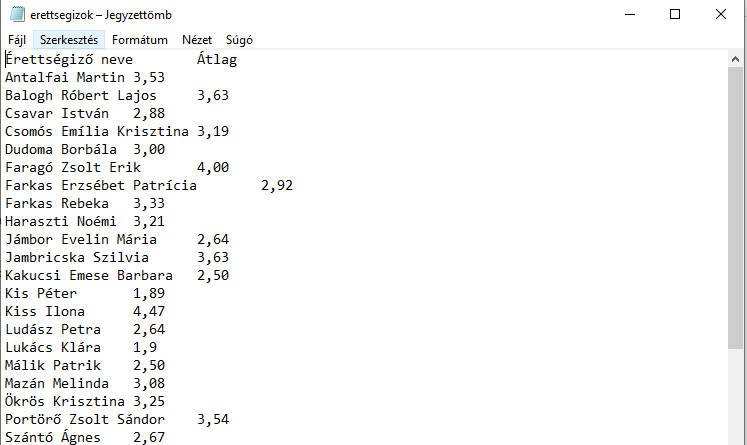 erettsegizok – Jegyzettömb
Fájl Szerkesztés Formátum Nézet Súgó
Érettségiző neve Átlag
Antalfai Martin 3,53
Balogh Róbert Lajos 3,63
Csavar István 2,88
Csomós Emília Krisztina 3,19
Dudoma Borbála 3,00
Faragó Zsolt Erik 4,00
Farkas Erzsébet Patrícia 2,92
Farkas Rebeka 3,33
Haraszti Noémi 3,21
Jámbor Evelin Mária 2,64
Jambricska Szilvia 3,63
Kakucsi Emese Barbara 2,50
Kis Péter 1,89
Kiss Ilona 4,47
Ludász Petra 2,64
Lukács Klára 1,9
Málik Patrik 2,50
Mazán Melinda 3,08
Ökrös Krisztina 3,25
Portörő Zsolt Sándor 3,54
Szántó Ágnes 2,67